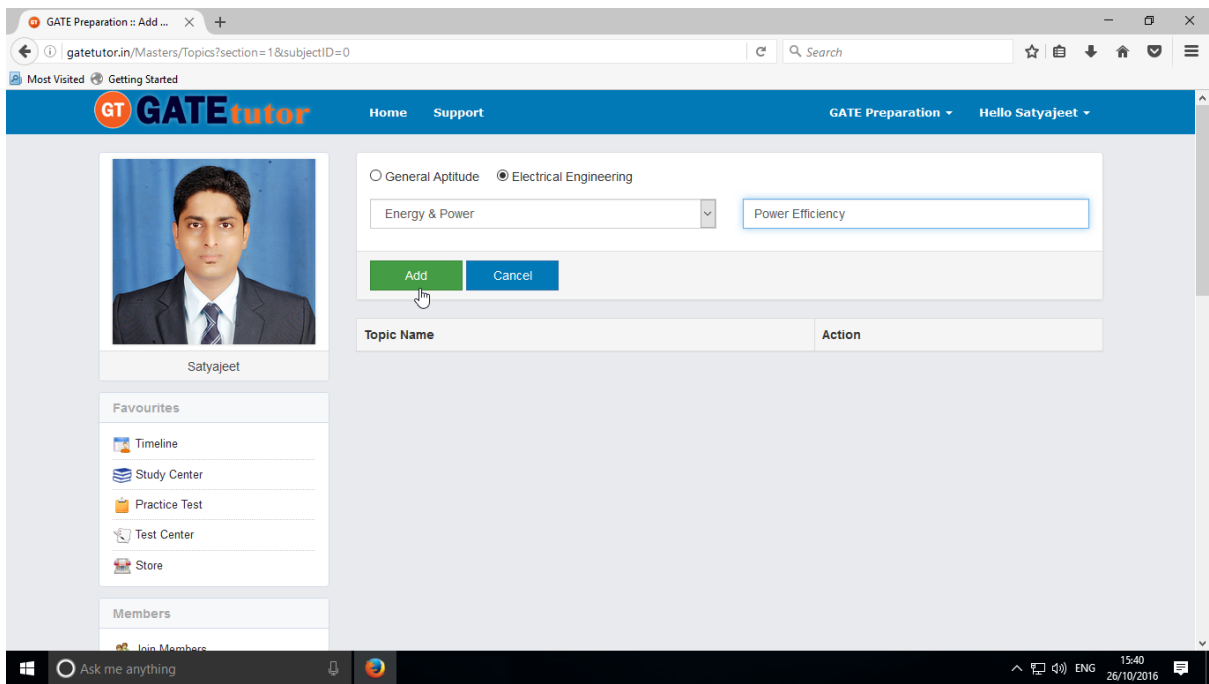 GATE Preparation :: Add ...
gatetutor.in/Masters/Topics?section=1&subjectID=0
Search
Most Visited
Getting Started
GT GATEtutor
Home
Support
GATE Preparation
Hello Satyajeet
General Aptitude
Electrical Engineering
Energy & Power
Power Efficiency
Add
Cancel
Topic Name
Action
Satyajeet
Favourites
Timeline
Study Center
Practice Test
Test Center
Store
Members
Join Members
Ask me anything
ENG
15:40
26/10/2016